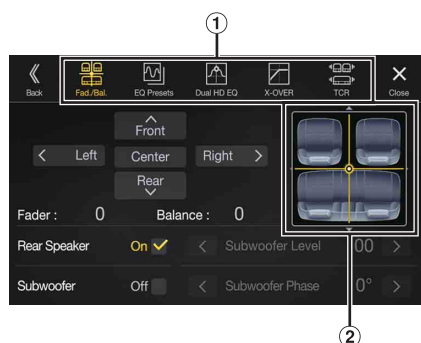 1
Back Fad./Bal. EQ Presets Dual HD EQ X-OVER TCR Close
Front
Left Center Right
Rear
Fader : 0 Balance : 0
Rear Speaker On Subwoofer Level 00
Subwoofer Off Subwoofer Phase 0°
2